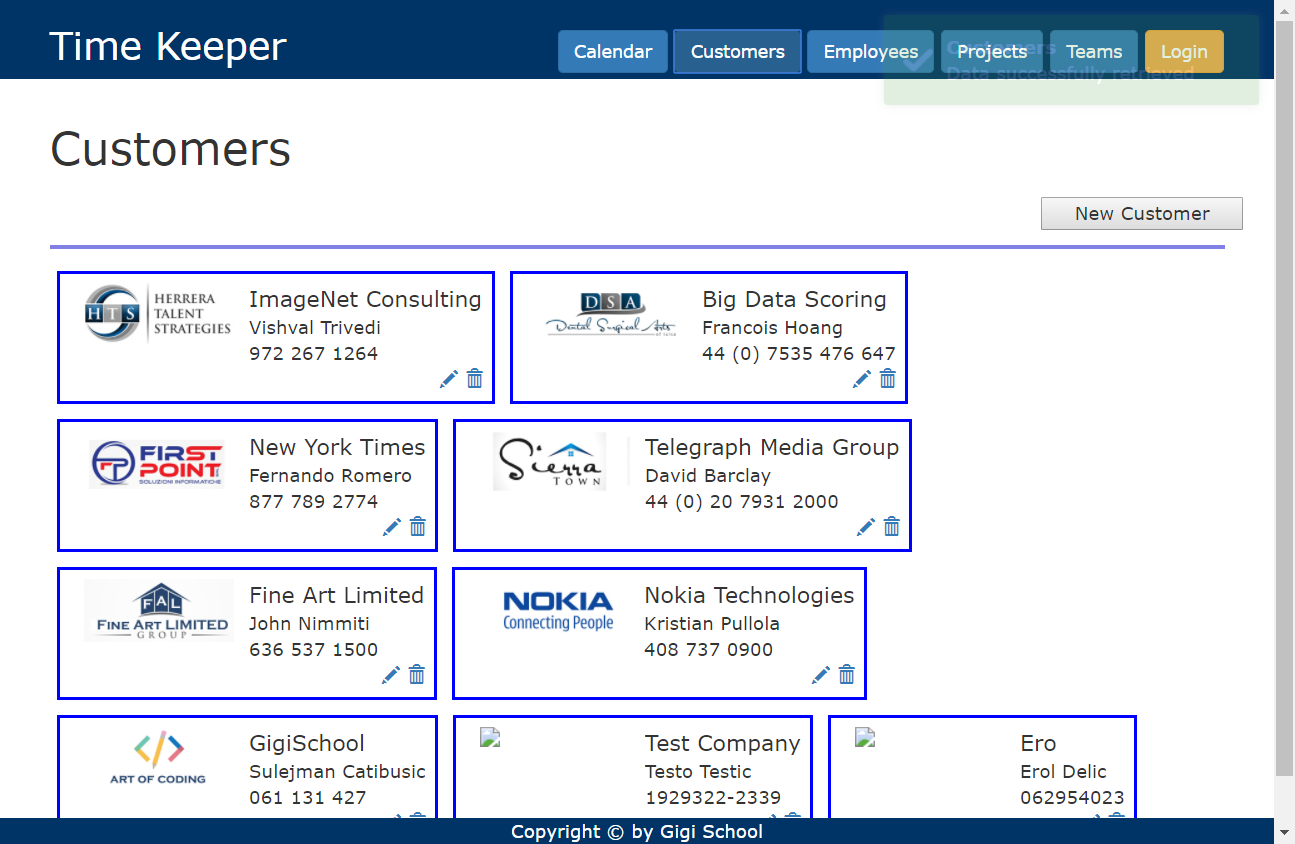 Time Keeper
Calendar Customers Employees Projects Teams Login
Customers
Data successfully retrieved
Customers
New Customer
HTS HERRERA TALENT STRATEGIES
ImageNet Consulting
Vishval Trivedi
972 267 1264
DSA
Dental Surgical Arts
Big Data Scoring
Francois Hoang
44 (0) 7535 476 647
FP FIRST POINT
SOLUZIONI INFORMATICHE
New York Times
Fernando Romero
877 789 2774
Sierra
TOWN
Telegraph Media Group
David Barclay
44 (0) 20 7931 2000
FAL
FINE ART LIMITED
GROUP
Fine Art Limited
John Nimmiti
636 537 1500
NOKIA
Connecting People
Nokia Technologies
Kristian Pullola
408 737 0900
ART OF CODING
GigiSchool
Sulejman Catibusic
061 131 427
Test Company
Testo Testic
1929322-2339
Ero
Erol Delic
062954023
Copyright © by Gigi School